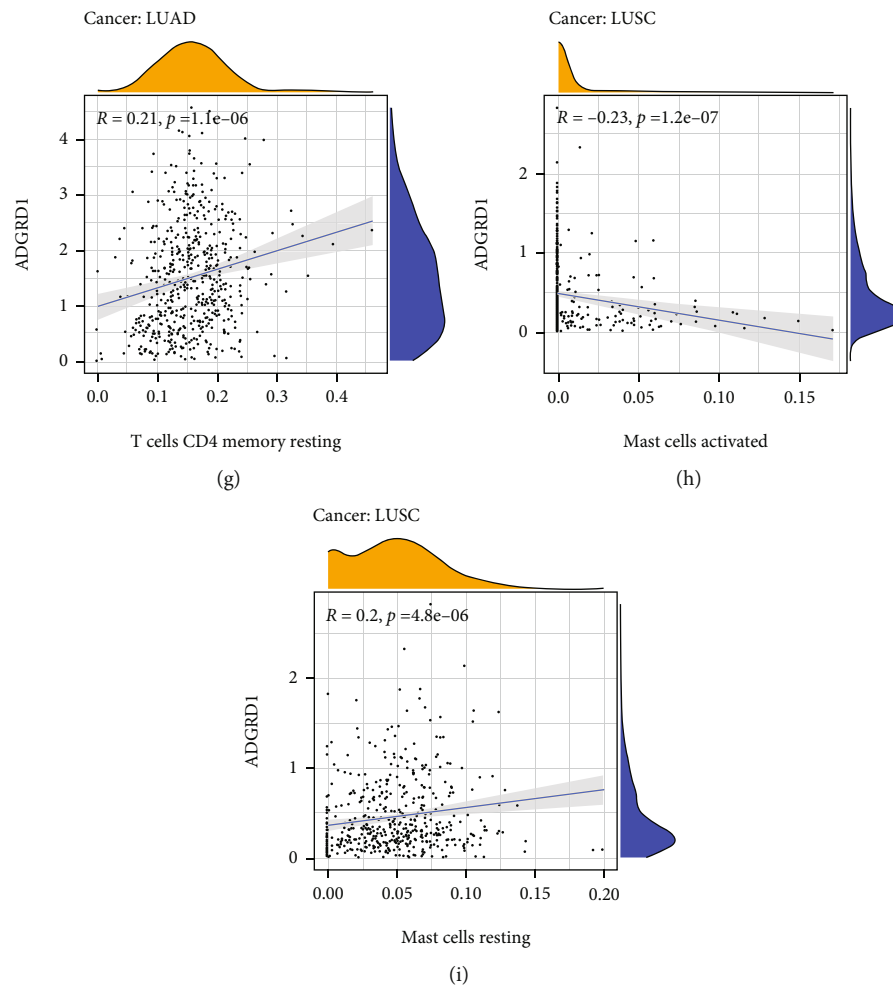 Cancer: LUAD
R = 0.21, p =1.1e–06
4
3
2
1
0
ADGRD1
0.0 0.1 0.2 0.3 0.4
T cells CD4 memory resting
(g)
Cancer: LUSC
R = –0.23, p =1.2e–07
2
1
0
ADGRD1
0.0 0.05 0.10 0.15
Mast cells activated
(h)
Cancer: LUSC
R = 0.2, p =4.8e–06
2
1
0
ADGRD1
0.00 0.05 0.10 0.15 0.20
Mast cells resting
(i)